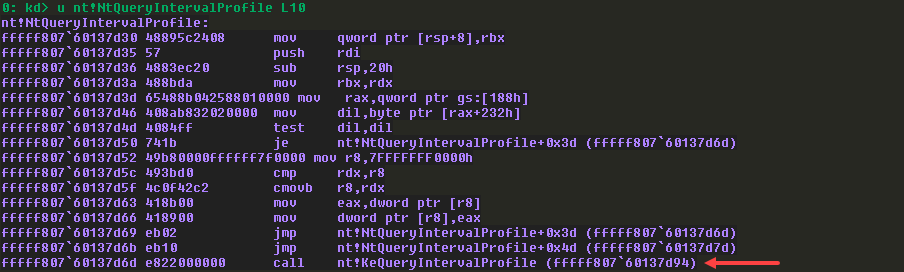 0: kd> u nt!NtQueryIntervalProfile L10
nt!NtQueryIntervalProfile:
fffff807`60137d30 48895c2408 mov qword ptr [rsp+8],rbx
fffff807`60137d35 57 push rdi
fffff807`60137d36 4883ec20 sub rsp,20h
fffff807`60137d3a 488bda mov rbx,rdx
fffff807`60137d3d 65488b042588010000 mov rax,qword ptr gs:[188h]
fffff807`60137d46 408ab832020000 mov dil,byte ptr [rax+232h]
fffff807`60137d4d 4084ff test dil,dil
fffff807`60137d50 741b je nt!NtQueryIntervalProfile+0x3d (fffff807`60137d6d)
fffff807`60137d52 49b80000ffffff7f0000 mov r8,7FFFFFFF0000h
fffff807`60137d5c 493bd0 cmp rdx,r8
fffff807`60137d5f 4c0f42c2 cmovb r8,rdx
fffff807`60137d63 418b00 mov eax,dword ptr [r8]
fffff807`60137d66 418900 mov dword ptr [r8],eax
fffff807`60137d69 eb02 jmp nt!NtQueryIntervalProfile+0x3d (fffff807`60137d6d)
fffff807`60137d6b eb10 jmp nt!NtQueryIntervalProfile+0x4d (fffff807`60137d7d)
fffff807`60137d6d e822000000 call nt!KeQueryIntervalProfile (fffff807`60137d94)